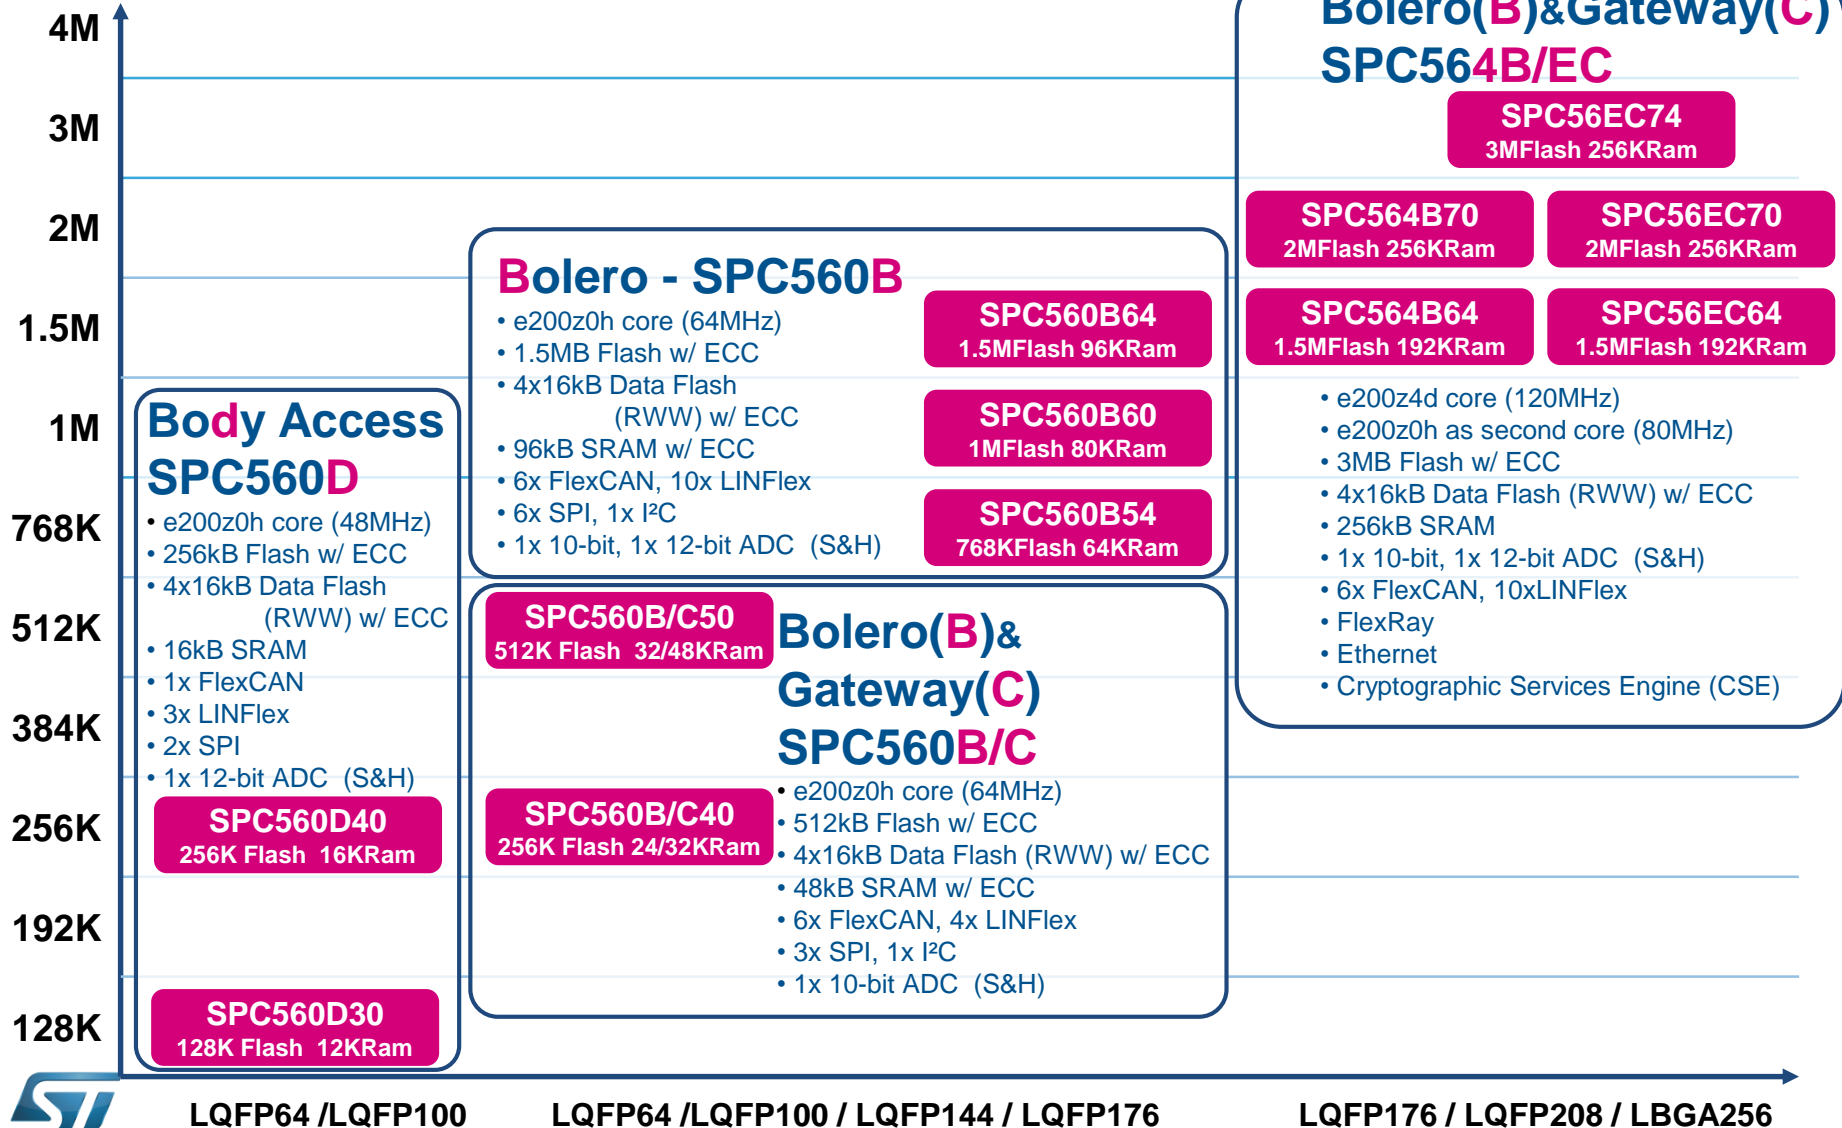 4M
3M
2M
1.5M
1M
768K
512K
384K
256K
192K
128K
Body Access
SPC560D
• e200z0h core (48MHz)
• 256kB Flash w/ ECC
• 4x16kB Data Flash
(RWW) w/ ECC
• 16kB SRAM
• 1x FlexCAN
• 3x LINFlex
• 2x SPI
• 1x 12-bit ADC (S&H)
SPC560D40
256K Flash 16KRam
SPC560D30
128K Flash 12KRam
Bolero - SPC560B
• e200z0h core (64MHz)
• 1.5MB Flash w/ ECC
• 4x16kB Data Flash
(RWW) w/ ECC
• 96kB SRAM w/ ECC
• 6x FlexCAN, 10x LINFlex
• 6x SPI, 1x I²C
• 1x 10-bit, 1x 12-bit ADC (S&H)
SPC560B64
1.5MFlash 96KRam
SPC560B60
1MFlash 80KRam
SPC560B54
768KFlash 64KRam
SPC560B/C50
512K Flash 32/48KRam
SPC560B/C40
256K Flash 24/32KRam
Bolero(B)&
Gateway(C)
SPC560B/C
• e200z0h core (64MHz)
• 512kB Flash w/ ECC
• 4x16kB Data Flash (RWW) w/ ECC
• 48kB SRAM w/ ECC
• 6x FlexCAN, 4x LINFlex
• 3x SPI, 1x I²C
• 1x 10-bit ADC (S&H)
Bolero(B)&Gateway(C)
SPC564B/EC
SPC56EC74
3MFlash 256KRam
SPC564B70
2MFlash 256KRam
SPC56EC70
2MFlash 256KRam
SPC564B64
1.5MFlash 192KRam
SPC56EC64
1.5MFlash 192KRam
• e200z4d core (120MHz)
• e200z0h as second core (80MHz)
• 3MB Flash w/ ECC
• 4x16kB Data Flash (RWW) w/ ECC
• 256kB SRAM
• 1x 10-bit, 1x 12-bit ADC (S&H)
• 6x FlexCAN, 10xLINFlex
• FlexRay
• Ethernet
• Cryptographic Services Engine (CSE)
ST
LQFP64 /LQFP100
LQFP64 /LQFP100 / LQFP144 / LQFP176
LQFP176 / LQFP208 / LBGA256